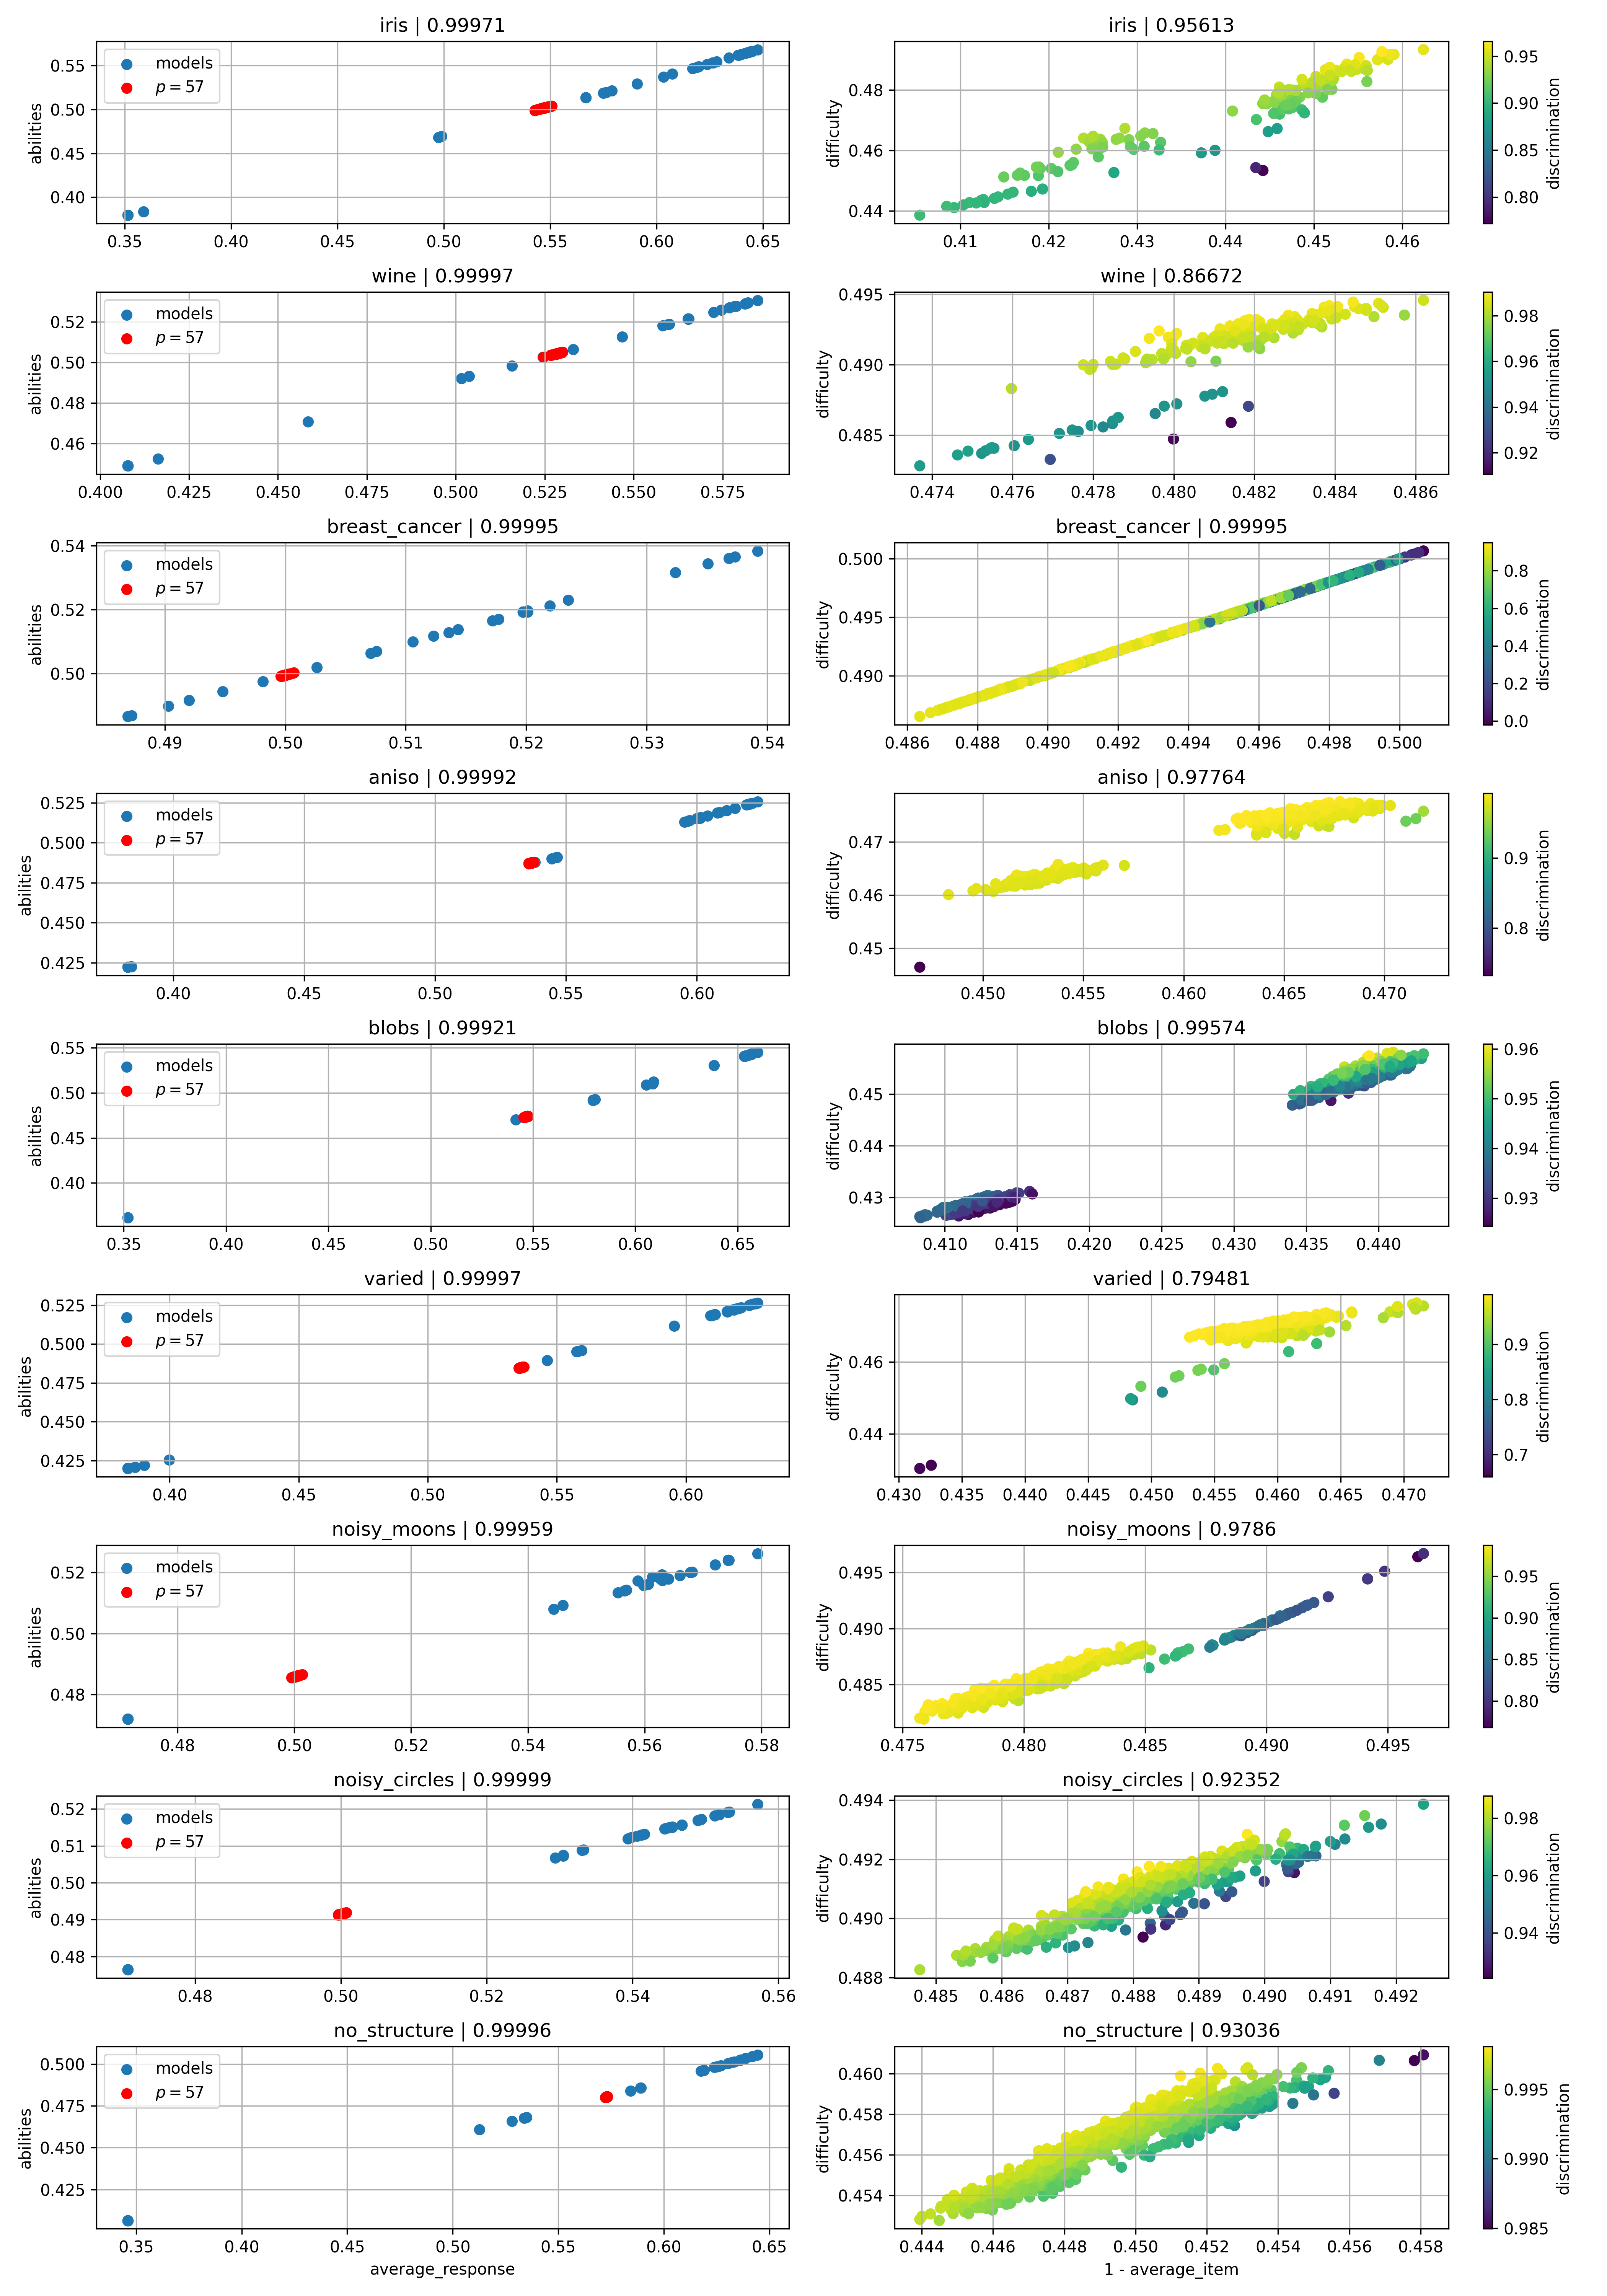 iris | 0.99971
abilities
0.55
0.50
0.45
0.40
models
p = 57
0.35 0.40 0.45 0.50 0.55 0.60 0.65
iris | 0.95613
difficulty
0.48
0.46
0.44
0.41 0.42 0.43 0.44 0.45 0.46
0.95
0.90
0.85
0.80
discrimination
wine | 0.99997
abilities
0.52
0.50
0.48
0.46
models
p = 57
0.400 0.425 0.450 0.475 0.500 0.525 0.550 0.575
wine | 0.86672
difficulty
0.495
0.490
0.485
0.474 0.476 0.478 0.480 0.482 0.484 0.486
0.98
0.96
0.94
0.92
discrimination
breast_cancer | 0.99995
abilities
0.54
0.52
0.50
models
p = 57
0.49 0.50 0.51 0.52 0.53 0.54
breast_cancer | 0.99995
difficulty
0.500
0.495
0.490
0.486 0.488 0.490 0.492 0.494 0.496 0.498 0.500
0.8
0.6
0.4
0.2
0.0
discrimination
aniso | 0.99992
abilities
0.525
0.500
0.475
0.450
0.425
models
p = 57
0.40 0.45 0.50 0.55 0.60
aniso | 0.97764
difficulty
0.47
0.46
0.45
0.450 0.455 0.460 0.465 0.470
0.9
0.8
discrimination
blobs | 0.99921
abilities
0.55
0.50
0.45
0.40
models
p = 57
0.35 0.40 0.45 0.50 0.55 0.60 0.65
blobs | 0.99574
difficulty
0.45
0.44
0.43
0.410 0.415 0.420 0.425 0.430 0.435 0.440
0.96
0.95
0.94
0.93
discrimination
varied | 0.99997
abilities
0.525
0.500
0.475
0.450
0.425
models
p = 57
0.40 0.45 0.50 0.55 0.60
varied | 0.79481
difficulty
0.46
0.44
0.430 0.435 0.440 0.445 0.450 0.455 0.460 0.465 0.470
0.9
0.8
0.7
discrimination
noisy_moons | 0.99959
abilities
0.52
0.50
0.48
models
p = 57
0.48 0.50 0.52 0.54 0.56 0.58
noisy_moons | 0.9786
difficulty
0.495
0.490
0.485
0.475 0.480 0.485 0.490 0.495
0.95
0.90
0.85
0.80
discrimination
noisy_circles | 0.99999
abilities
0.52
0.51
0.50
0.49
0.48
models
p = 57
0.48 0.50 0.52 0.54 0.56
noisy_circles | 0.92352
difficulty
0.494
0.492
0.490
0.488
0.485 0.486 0.487 0.488 0.489 0.490 0.491 0.492
0.98
0.96
0.94
discrimination
no_structure | 0.99996
abilities
0.500
0.475
0.450
0.425
models
p = 57
0.35 0.40 0.45 0.50 0.55 0.60 0.65
average_response
no_structure | 0.93036
difficulty
0.460
0.458
0.456
0.454
0.444 0.446 0.448 0.450 0.452 0.454 0.456 0.458
1 - average_item
0.995
0.990
0.985
discrimination